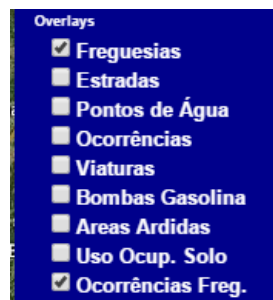 Overlays
Freguesias
Estradas
Pontos de Água
Ocorrências
Viaturas
Bombas Gasolina
Areas Ardidas
Uso Ocup. Solo
Ocorrências Freg.